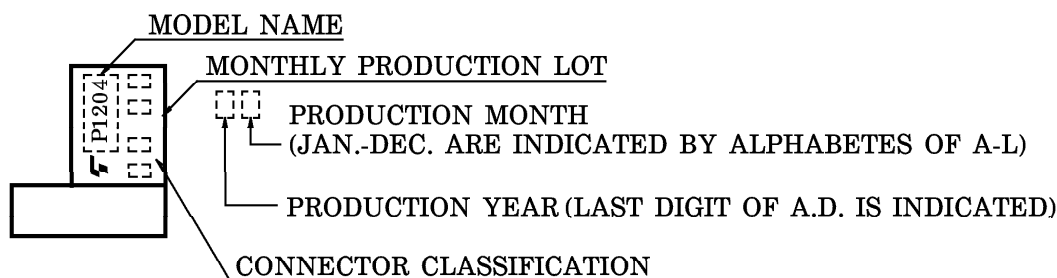 MODEL NAME
MONTHLY PRODUCTION LOT
P1204
PRODUCTION MONTH
(JAN.-DEC. ARE INDICATED BY ALPHABETES OF A-L)
PRODUCTION YEAR(LAST DIGIT OF A.D. IS INDICATED)
CONNECTOR CLASSIFICATION